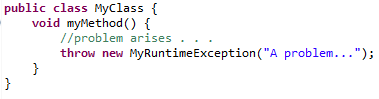 public class MyClass {
    void myMethod() {
        //problem arises . . .
        throw new MyRuntimeException("A problem...");
    }
}